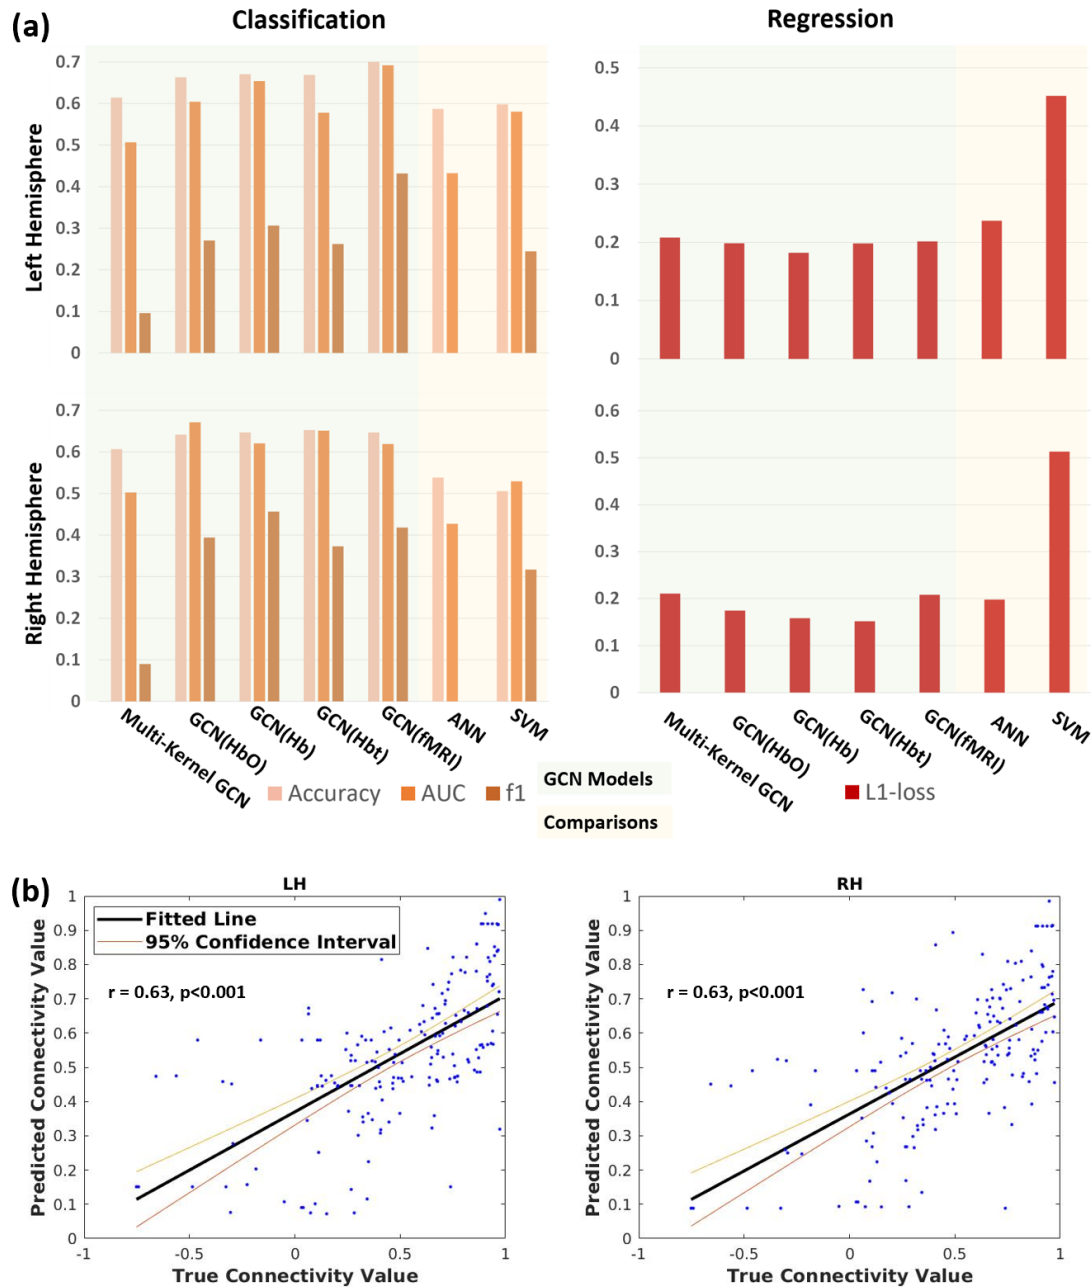 (a)
Classification
Regression
Left Hemisphere
0.7
0.6
0.5
0.4
0.3
0.2
0.1
0
0.5
0.4
0.3
0.2
0.1
0
Right Hemisphere
0.7
0.6
0.5
0.4
0.3
0.2
0.1
0
0.6
0.5
0.4
0.3
0.2
0.1
0
Multi-Kernel GCN
GCN(HbO)
GCN(Hb)
GCN(Hbt)
GCN(fMRI)
ANN
SVM
Multi-Kernel GCN
GCN(HbO)
GCN(Hb)
GCN(Hbt)
GCN(fMRI)
ANN
SVM
Accuracy AUC f1
GCN Models
Comparisons
L1-loss
(b)
LH
Predicted Connectivity Value
1
0.9
0.8
0.7
0.6
0.5
0.4
0.3
0.2
0.1
0
Fitted Line
95% Confidence Interval
r = 0.63, p<0.001
-1 -0.5 0 0.5 1
True Connectivity Value
RH
Predicted Connectivity Value
1
0.9
0.8
0.7
0.6
0.5
0.4
0.3
0.2
0.1
0
r = 0.63, p<0.001
-1 -0.5 0 0.5 1
True Connectivity Value